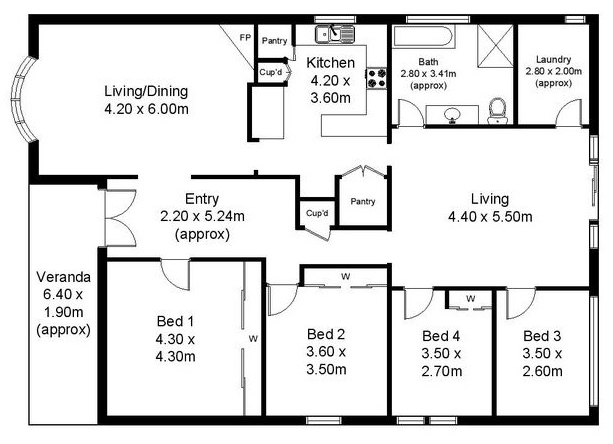 FP
Pantry
Cup'd
Kitchen
4.20 x
3.60m
Bath
2.80 x 3.41m
(approx)
Laundry
2.80 x 2.00m
(approx)
Living/Dining
4.20 x 6.00m
Pantry
Cup'd
Entry
2.20 x 5.24m
(approx)
Living
4.40 x 5.50m
Veranda
6.40 x
1.90m
(approx)
Bed 1
4.30 x
4.30m
W
W
Bed 2
3.60 x
3.50m
W
Bed 4
3.50 x
2.70m
Bed 3
3.50 x
2.60m